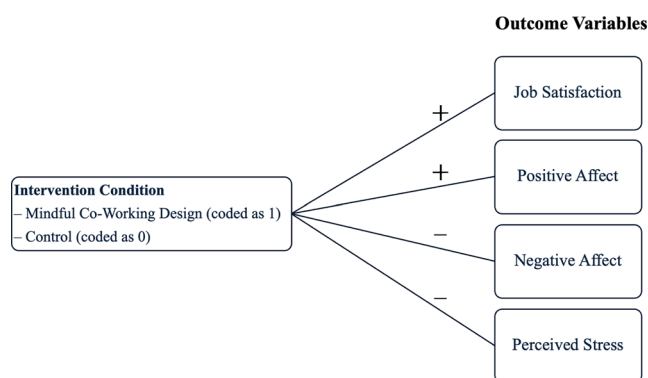 Outcome Variables
Job Satisfaction
+
+
Positive Affect
Intervention Condition
– Mindful Co-Working Design (coded as 1)
– Control (coded as 0)
–
Negative Affect
–
Perceived Stress